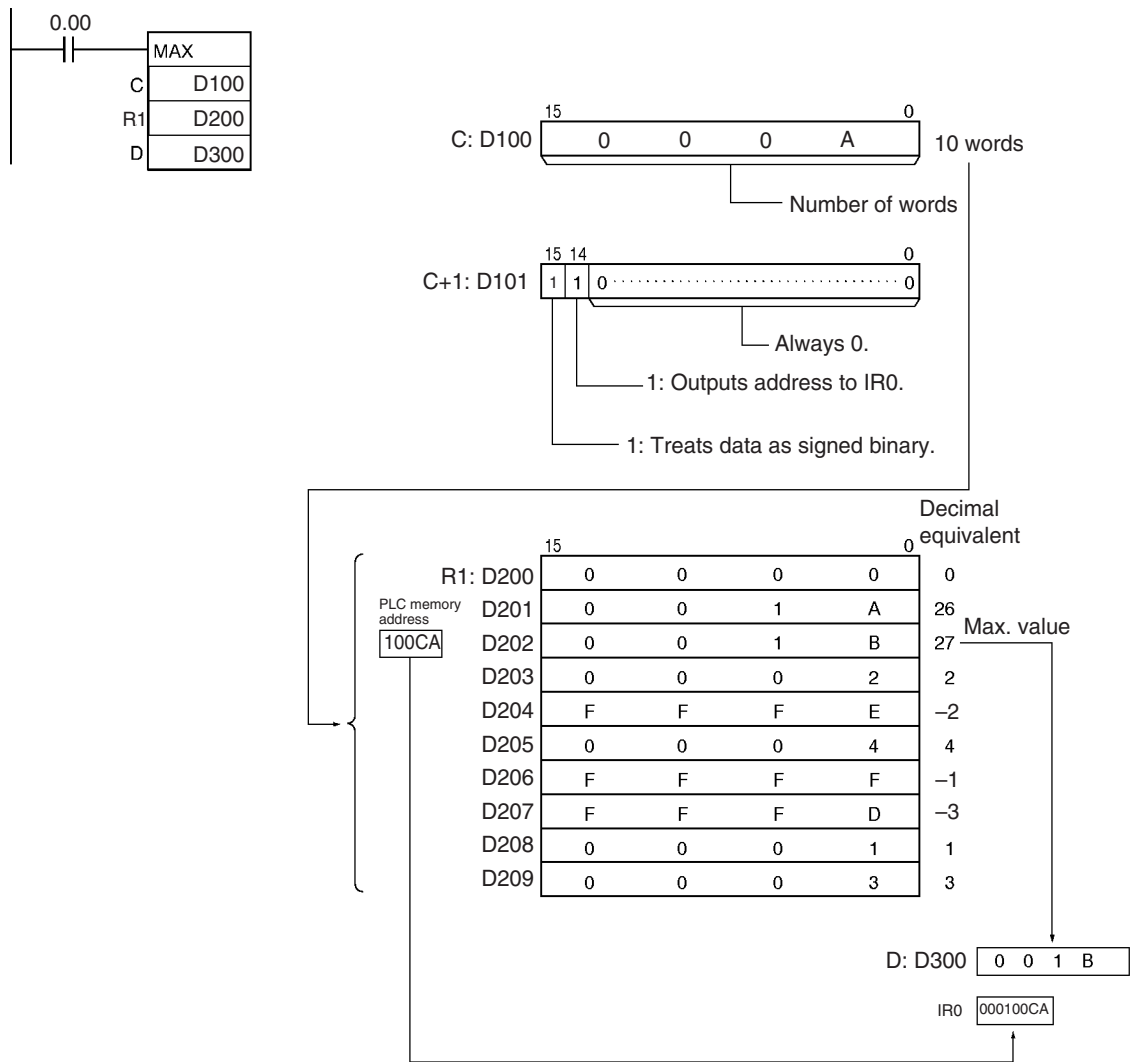 0.00
MAX
C D100
R1 D200
D D300
15 0
C: D100 0 0 0 A 10 words
Number of words
15 14 0
C+1: D101 1 1 0 0
Always 0.
1: Outputs address to IR0.
1: Treats data as signed binary.
Decimal
equivalent
15 0
R1: D200 0 0 0 0 0
PLC memory
address
D201 0 0 1 A 26
Max. value
100CA D202 0 0 1 B 27
D203 0 0 0 2 2
D204 F F F E –2
D205 0 0 0 4 4
D206 F F F F –1
D207 F F F D –3
D208 0 0 0 1 1
D209 0 0 0 3 3
D: D300 0 0 1 B
IR0 000100CA